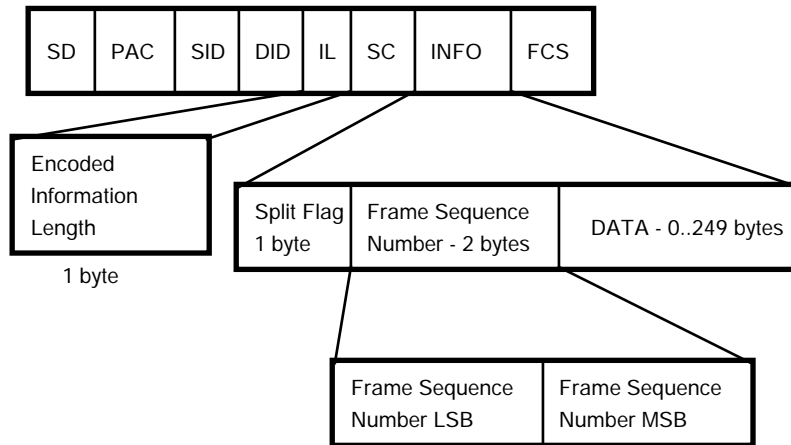 SD PAC SID DID IL SC INFO FCS
Encoded
Information
Length
1 byte
Split Flag
1 byte
Frame Sequence
Number - 2 bytes
DATA - 0..249 bytes
Frame Sequence
Number LSB
Frame Sequence
Number MSB